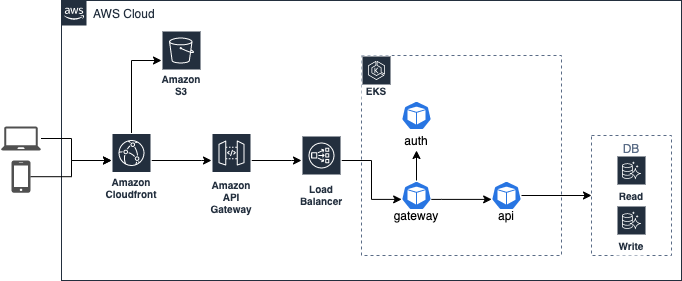 aws
AWS Cloud
Amazon
S3
EKS
auth
DB
Read
Write
Amazon
Cloudfront
Amazon
API
Gateway
Load
Balancer
gateway
api